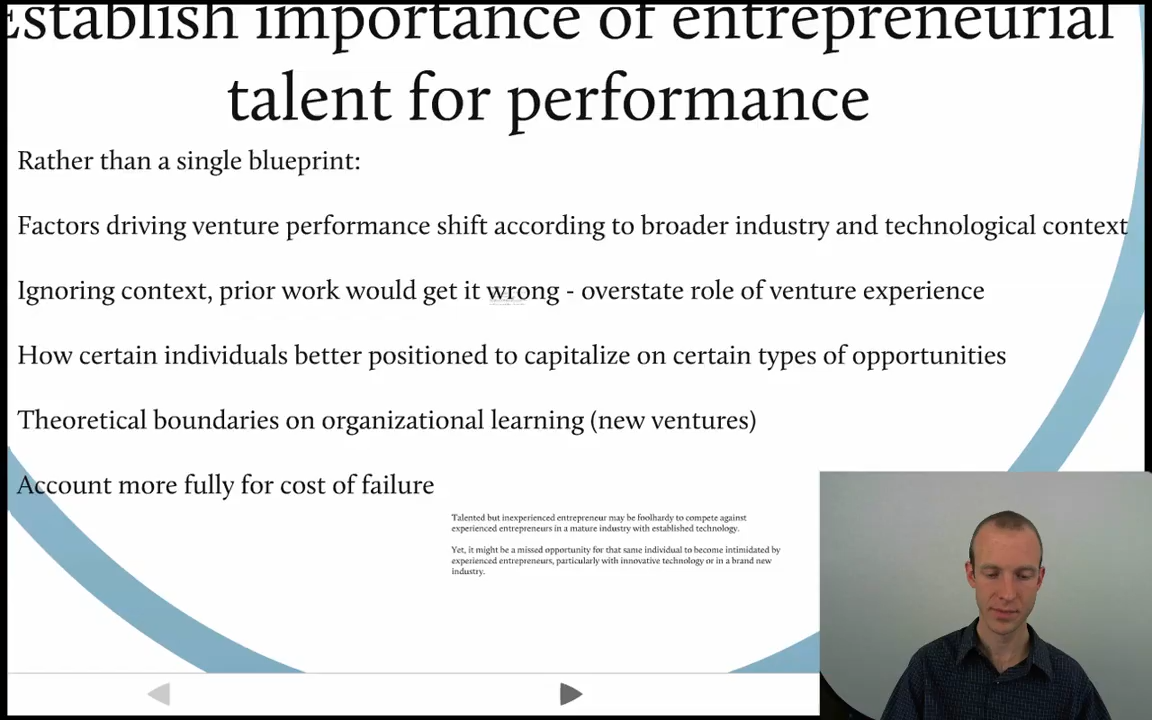 Establish importance of entrepreneurial
talent for performance
Rather than a single blueprint:
Factors driving venture performance shift according to broader industry and technological context
Ignoring context, prior work would get it wrong - overstate role of venture experience
How certain individuals better positioned to capitalize on certain types of opportunities
Theoretical boundaries on organizational learning (new ventures)
Account more fully for cost of failure
Talented but inexperienced entrepreneur may be foolhardy to compete against
experienced entrepreneurs in a mature industry with established technology.
Yet, it might be a missed opportunity for that same individual to become intimidated by
experienced entrepreneurs, particularly with innovative technology or in a brand new
industry.